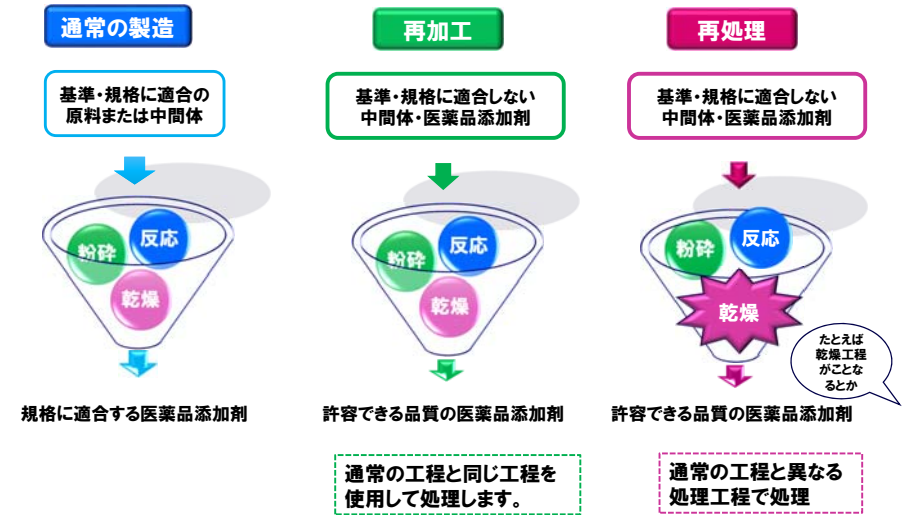 通常の製造
基準・規格に適合の
原料または中間体
粉砕
反応
乾燥
規格に適合する医薬品添加剤
再加工
基準・規格に適合しない
中間体・医薬品添加剤
粉砕
反応
乾燥
許容できる品質の医薬品添加剤
通常の工程と同じ工程を
使用して処理します。
再処理
基準・規格に適合しない
中間体・医薬品添加剤
粉砕
反応
乾燥
たとえば
乾燥工程
がことな
るとか
許容できる品質の医薬品添加剤
通常の工程と異なる
処理工程で処理